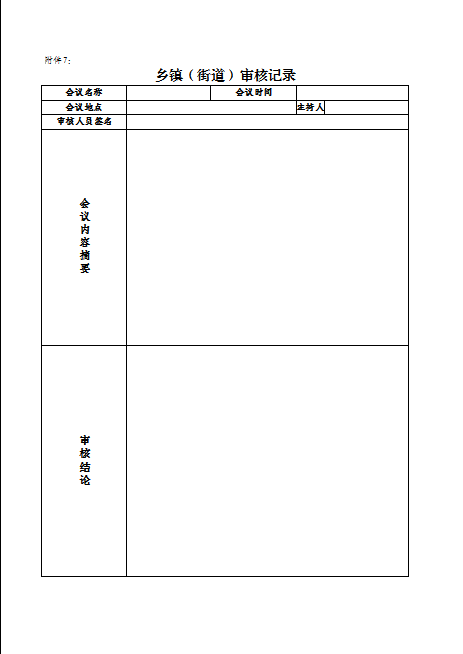 附件7：
乡镇（街道）审核记录
会议名称 会议时间
会议地点 主持人
审核人员签名
会议内容摘要
审核结论